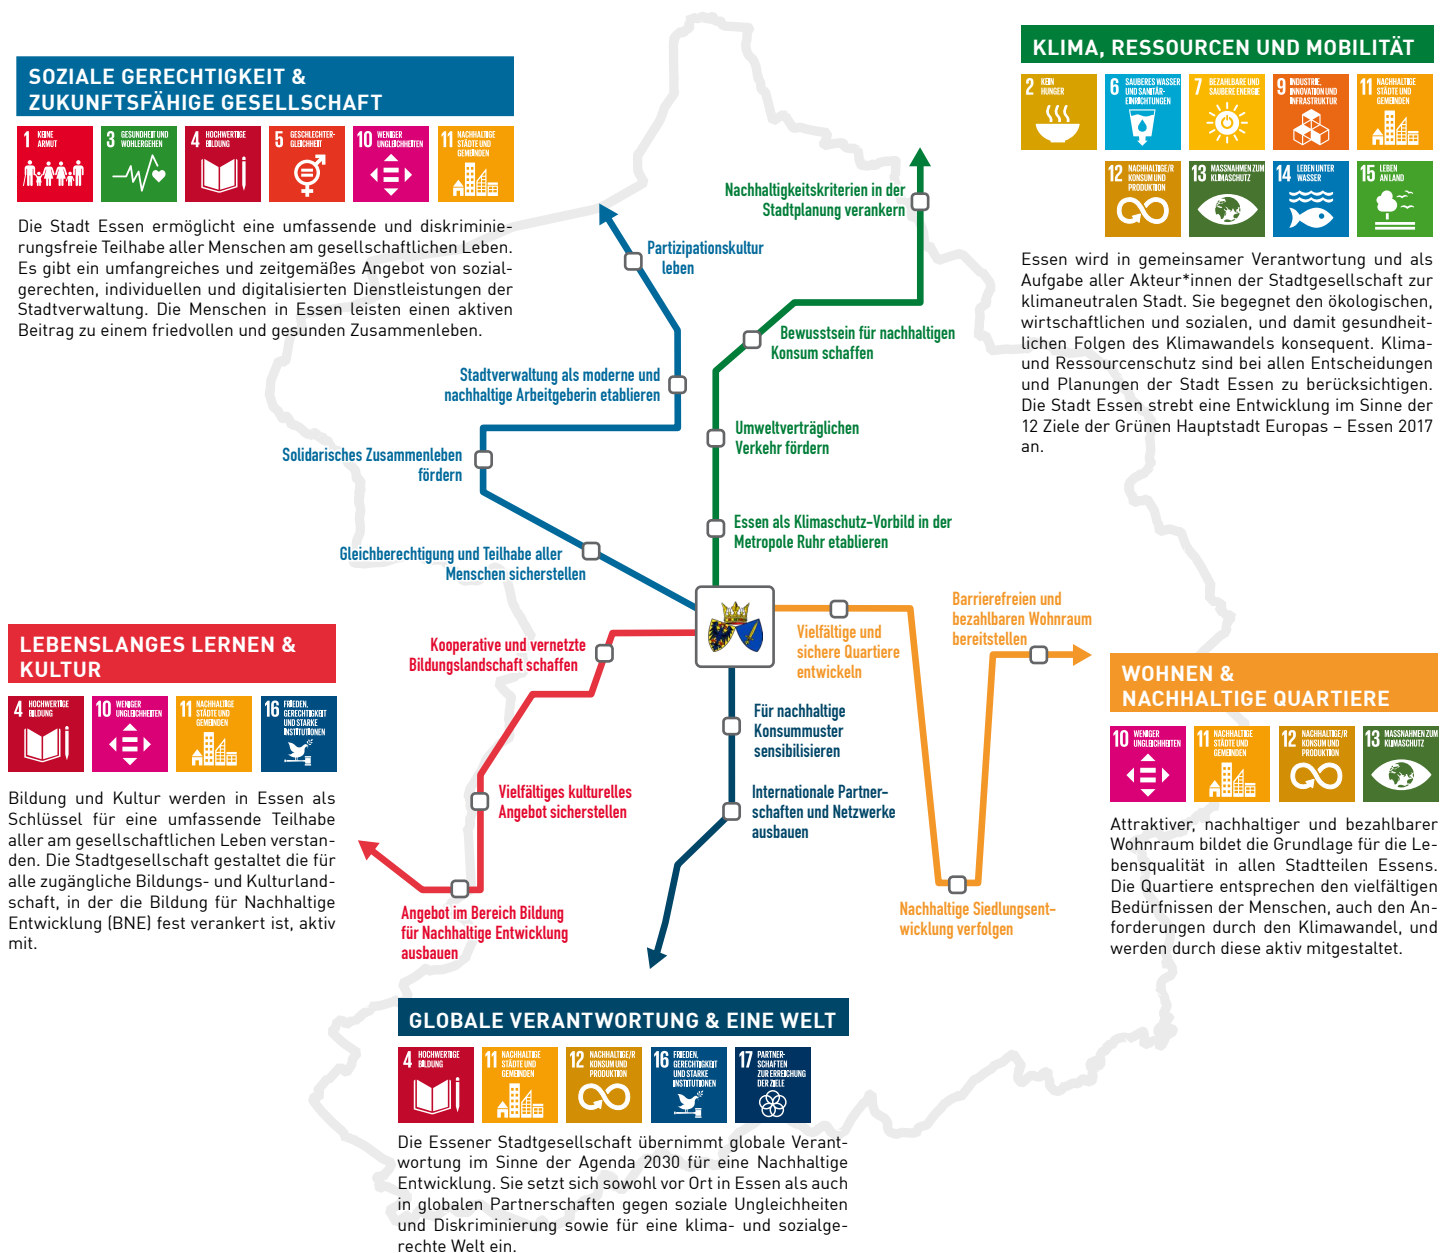 SOZIALE GERECHTIGKEIT &
ZUKUNFTSFÄHIGE GESELLSCHAFT
1 KEINE
ARMUT
3 GESUNDHEIT UND
WOHLERGEHEN
4 HOCHWERTIGE
BILDUNG
5 GESCHLECHTER-
GLEICHHEIT
10 WENIGER
UNGLEICHHEITEN
11 NACHHALTIGE
STÄDTE UND
GEMEINDEN
Die Stadt Essen ermöglicht eine umfassende und diskriminie-
rungsfreie Teilhabe aller Menschen am gesellschaftlichen Leben.
Es gibt ein umfangreiches und zeitgemäßes Angebot von sozial-
gerechten, individuellen und digitalisierten Dienstleistungen der
Stadtverwaltung. Die Menschen in Essen leisten einen aktiven
Beitrag zu einem friedvollen und gesunden Zusammenleben.
KLIMA, RESSOURCEN UND MOBILITÄT
2 KEIN
HUNGER
6 SAUBERES WASSER
UND SANITÄR-
EINRICHTUNGEN
7 BEZAHLBARE UND
SAUBERE ENERGIE
9 INDUSTRIE,
INNOVATION UND
INFRASTRUKTUR
11 NACHHALTIGE
STÄDTE UND
GEMEINDEN
12 NACHHALTIGE/R
KONSUM UND
PRODUKTION
13 MASSNAHMEN ZUM
KLIMASCHUTZ
14 LEBEN UNTER
WASSER
15 LEBEN
AN LAND
Essen wird in gemeinsamer Verantwortung und als
Aufgabe aller Akteur*innen der Stadtgesellschaft zur
klimaneutralen Stadt. Sie begegnet den ökologischen,
wirtschaftlichen und sozialen, und damit gesundheit-
lichen Folgen des Klimawandels konsequent. Klima-
und Ressourcenschutz sind bei allen Entscheidungen
und Planungen der Stadt Essen zu berücksichtigen.
Die Stadt Essen strebt eine Entwicklung im Sinne der
12 Ziele der Grünen Hauptstadt Europas – Essen 2017
an.
Nachhaltigkeitskriterien in der
Stadtplanung verankern
Partizipationskultur
leben
Bewusstsein für nachhaltigen
Konsum schaffen
Stadtverwaltung als moderne und
nachhaltige Arbeitgeberin etablieren
Umweltverträglichen
Verkehr fördern
Solidarisches Zusammenleben
fördern
Essen als Klimaschutz-Vorbild in der
Metropole Ruhr etablieren
Gleichberechtigung und Teilhabe aller
Menschen sicherstellen
Barrierefreien und
bezahlbaren Wohnraum
bereitstellen
Vielfältige und
sichere Quartiere
entwickeln
Kooperative und vernetzte
Bildungslandschaft schaffen
LEBENSLANGES LERNEN &
KULTUR
4 HOCHWERTIGE
BILDUNG
10 WENIGER
UNGLEICHHEITEN
11 NACHHALTIGE
STÄDTE UND
GEMEINDEN
16 FRIEDEN,
GERECHTIGKEIT
UND STARKE
INSTITUTIONEN
Bildung und Kultur werden in Essen als
Schlüssel für eine umfassende Teilhabe
aller am gesellschaftlichen Leben verstan-
den. Die Stadtgesellschaft gestaltet die für
alle zugängliche Bildungs- und Kulturland-
schaft, in der die Bildung für Nachhaltige
Entwicklung (BNE) fest verankert ist, aktiv
mit.
Für nachhaltige
Konsummuster
sensibilisieren
Vielfältiges kulturelles
Angebot sicherstellen
Internationale Partner-
schaften und Netzwerke
ausbauen
Angebot im Bereich Bildung
für Nachhaltige Entwicklung
ausbauen
Nachhaltige Siedlungsent-
wicklung verfolgen
WOHNEN &
NACHHALTIGE QUARTIERE
10 WENIGER
UNGLEICHHEITEN
11 NACHHALTIGE
STÄDTE UND
GEMEINDEN
12 NACHHALTIGE/R
KONSUM UND
PRODUKTION
13 MASSNAHMEN ZUM
KLIMASCHUTZ
Attraktiver, nachhaltiger und bezahlbarer
Wohnraum bildet die Grundlage für die Le-
bensqualität in allen Stadtteilen Essens.
Die Quartiere entsprechen den vielfältigen
Bedürfnissen der Menschen, auch den An-
forderungen durch den Klimawandel, und
werden durch diese aktiv mitgestaltet.
GLOBALE VERANTWORTUNG & EINE WELT
4 HOCHWERTIGE
BILDUNG
11 NACHHALTIGE
STÄDTE UND
GEMEINDEN
12 NACHHALTIGE/R
KONSUM UND
PRODUKTION
16 FRIEDEN,
GERECHTIGKEIT
UND STARKE
INSTITUTIONEN
17 PARTNER-
SCHAFTEN
ZUR ERREICHUNG
DER ZIELE
Die Essener Stadtgesellschaft übernimmt globale Verant-
wortung im Sinne der Agenda 2030 für eine Nachhaltige
Entwicklung. Sie setzt sich sowohl vor Ort in Essen als auch
in globalen Partnerschaften gegen soziale Ungleichheiten
und Diskriminierung sowie für eine klima- und sozialge-
rechte Welt ein.